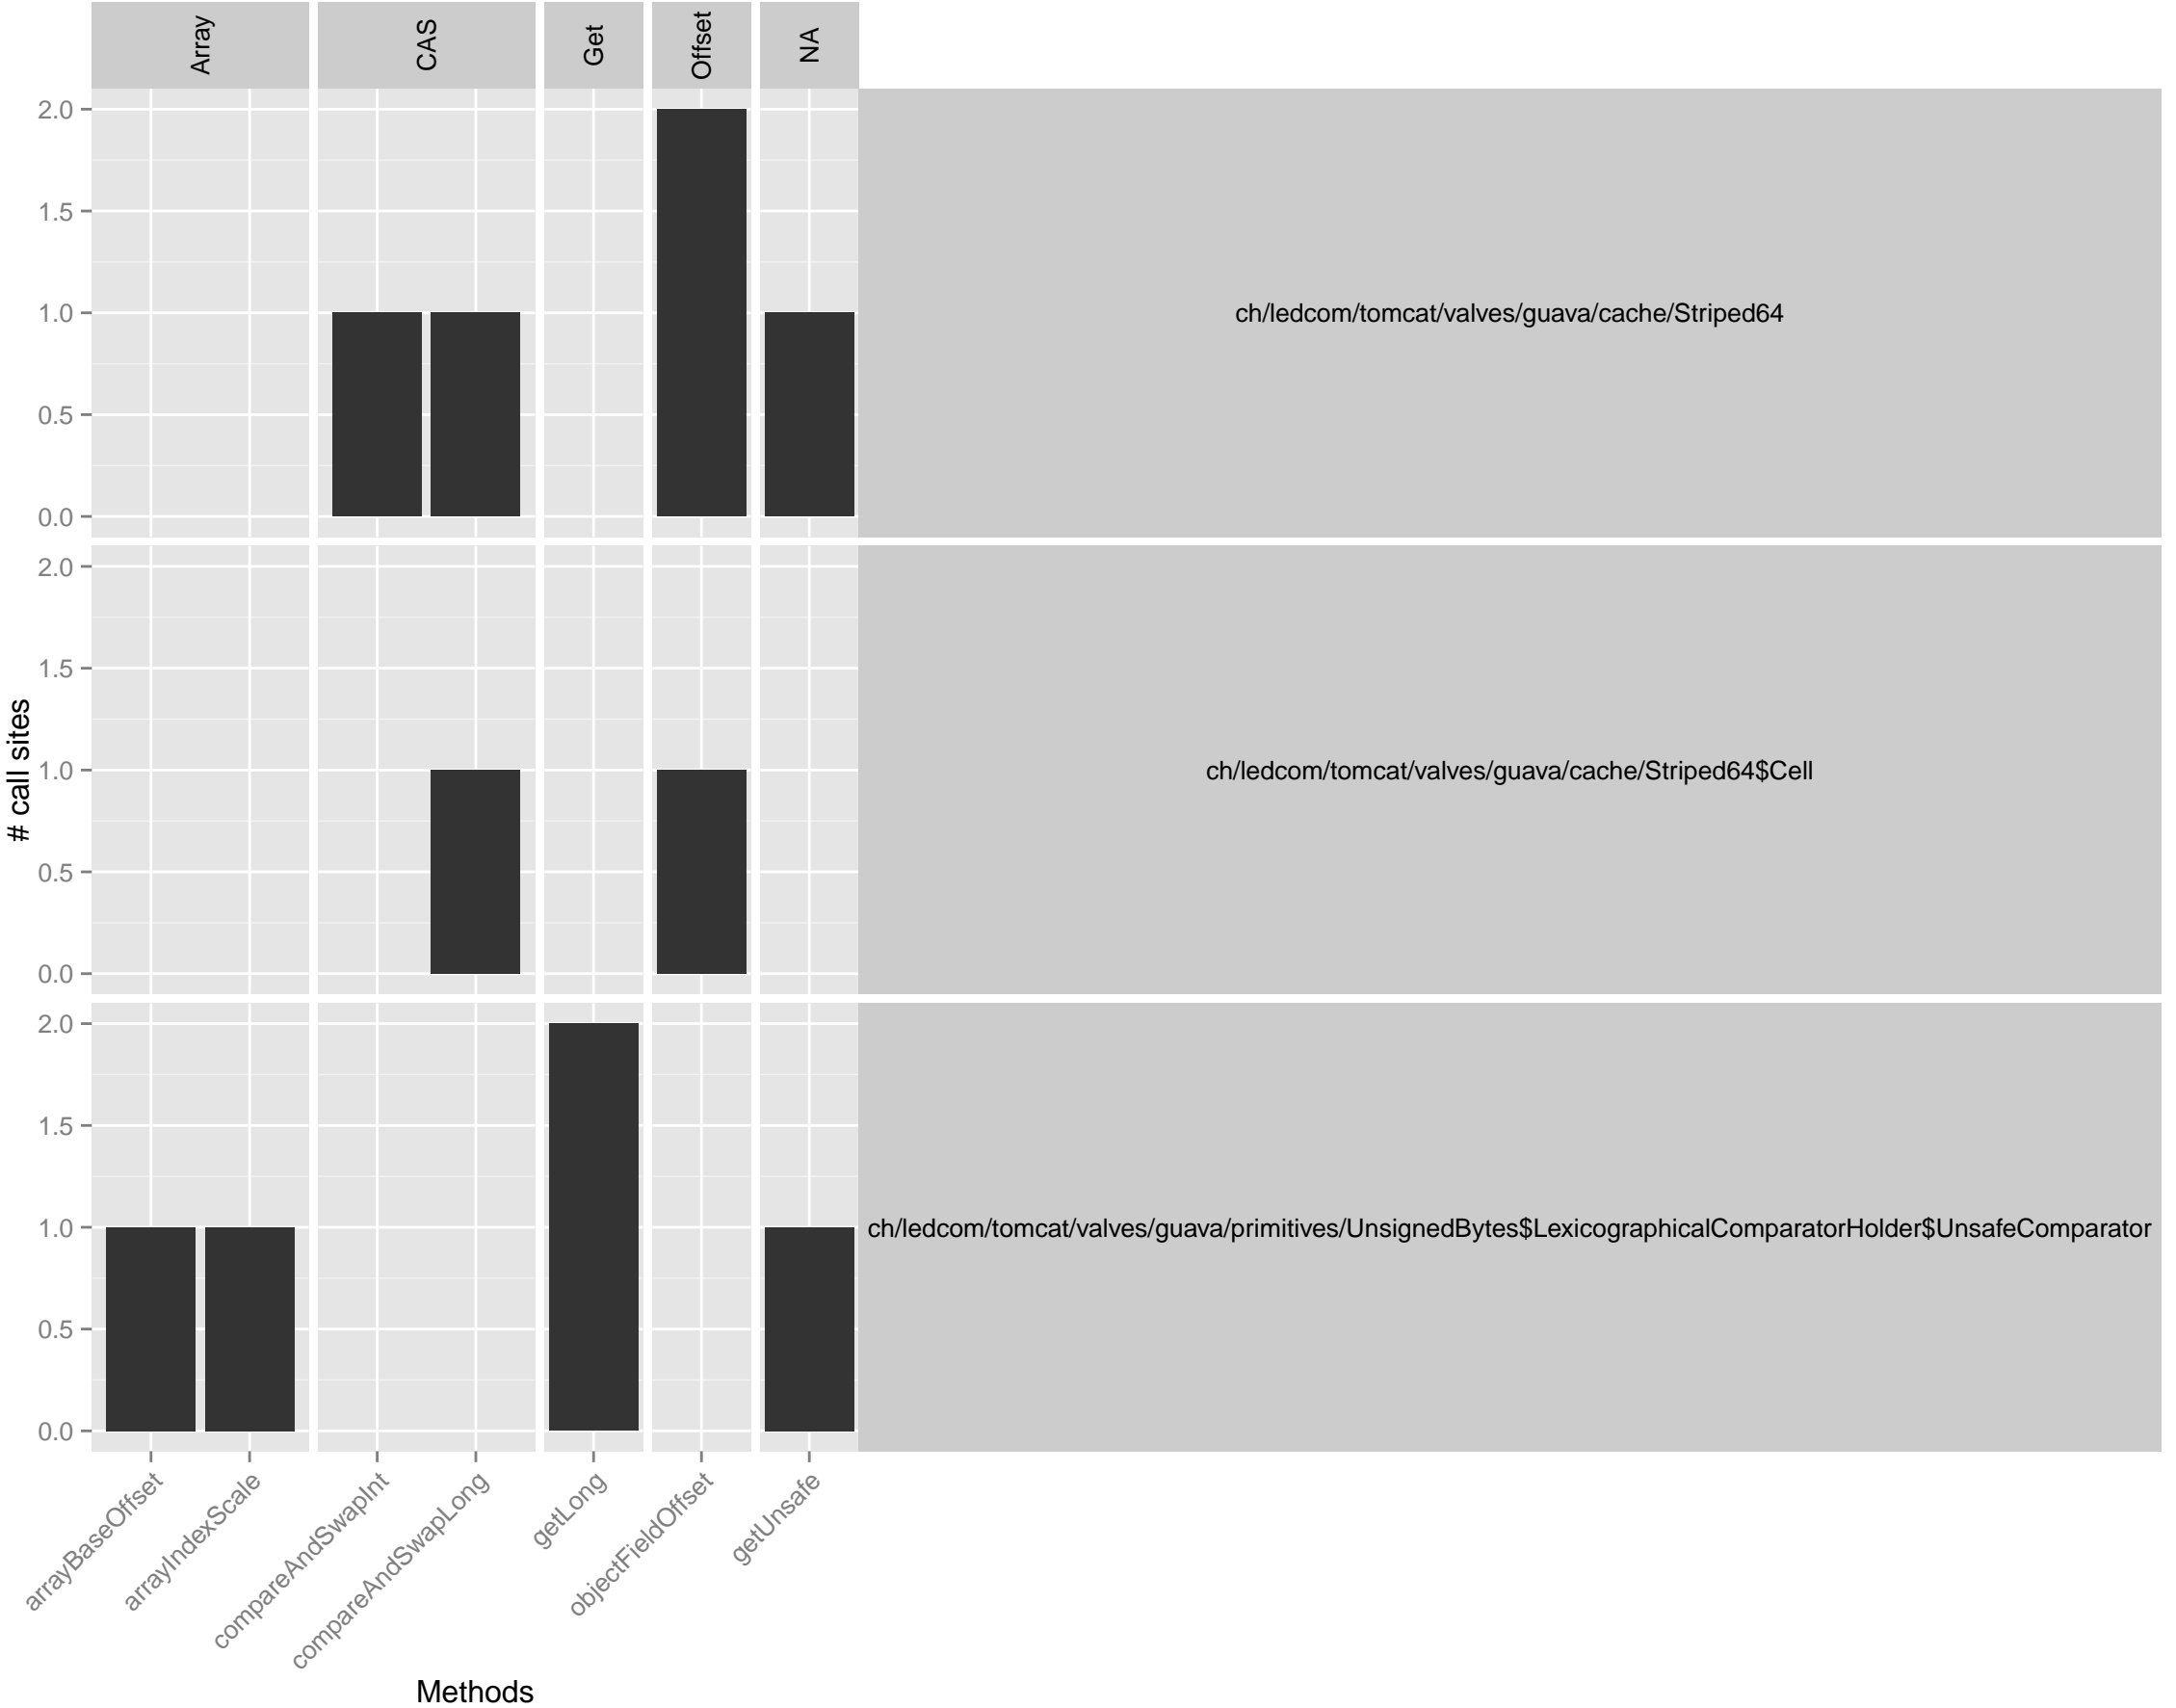 Array
CAS
Get
Offset
NA
2.0
1.5
1.0
0.5
0.0
ch/ledcom/tomcat/valves/guava/cache/Striped64
2.0
1.5
1.0
0.5
0.0
ch/ledcom/tomcat/valves/guava/cache/Striped64$Cell
2.0
1.5
1.0
0.5
0.0
ch/ledcom/tomcat/valves/guava/primitives/UnsignedBytes$LexicographicalComparatorHolder$UnsafeComparator
# call sites
arrayBaseOffset
arrayIndexScale
compareAndSwapInt
compareAndSwapLong
getLong
objectFieldOffset
getUnsafe
Methods